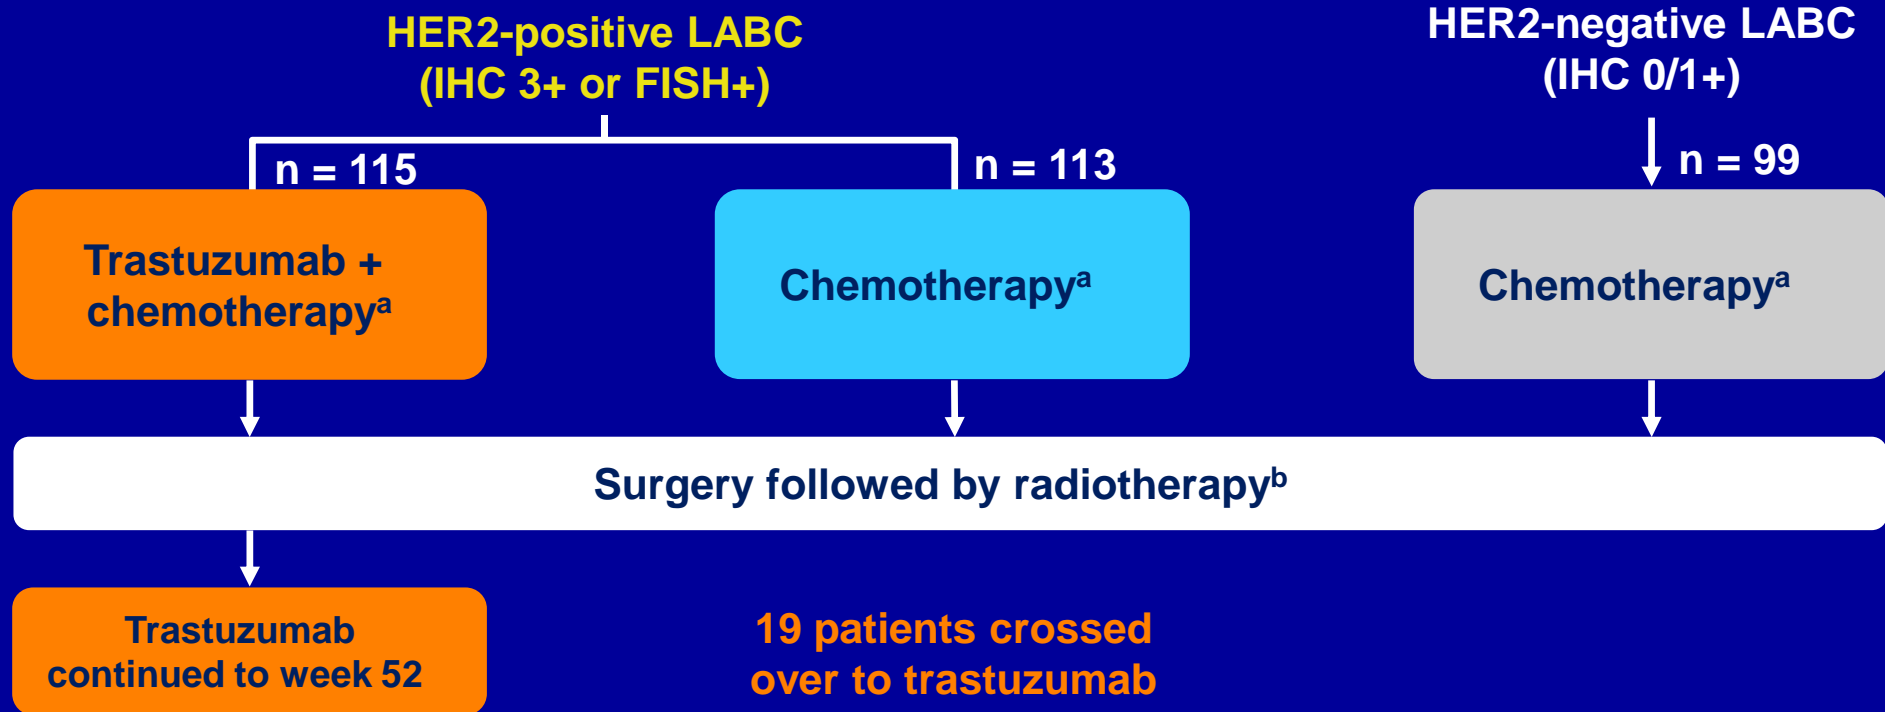 HER2-positive LABC
(IHC 3+ or FISH+)
HER2-negative LABC
(IHC 0/1+)
n = 115
n = 113
n = 99
Trastuzumab +
chemotherapyᵃ
Chemotherapyᵃ
Chemotherapyᵃ
Surgery followed by radiotherapyᵇ
Trastuzumab
continued to week 52
19 patients crossed
over to trastuzumab